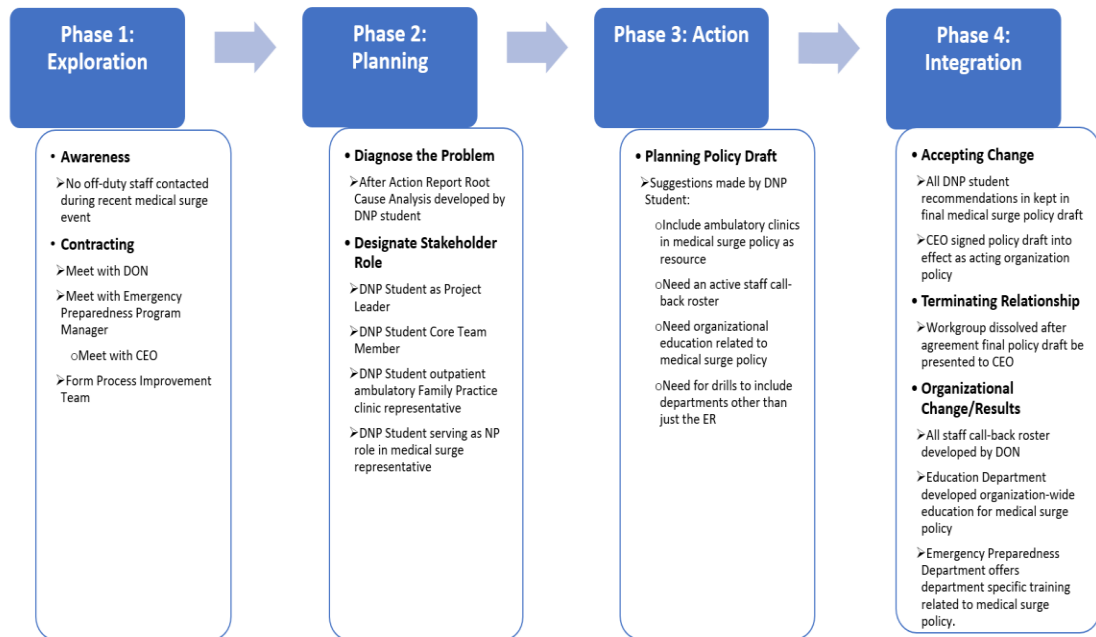 Phase 1:
Exploration
• Awareness
➢No off-duty staff contacted
during recent medical surge
event
• Contracting
➢Meet with DON
➢Meet with Emergency
Preparedness Program
Manager
oMeet with CEO
➢Form Process Improvement
Team
Phase 2:
Planning
• Diagnose the Problem
➢After Action Report Root
Cause Analysis developed by
DNP student
• Designate Stakeholder
Role
➢DNP Student as Project
Leader
➢DNP Student Core Team
Member
➢DNP Student outpatient
ambulatory Family Practice
clinic representative
➢DNP Student serving as NP
role in medical surge
representative
Phase 3: Action
• Planning Policy Draft
➢Suggestions made by DNP
Student:
oInclude ambulatory clinics
in medical surge policy as
resource
oNeed an active staff call-
back roster
oNeed organizational
education related to
medical surge policy
oNeed for drills to include
departments other than
just the ER
Phase 4:
Integration
• Accepting Change
➢All DNP student
recommendations in kept in
final medical surge policy draft
➢CEO signed policy draft into
effect as acting organization
policy
• Terminating Relationship
➢Workgroup dissolved after
agreement final policy draft be
presented to CEO
• Organizational
Change/Results
➢All staff call-back roster
developed by DON
➢Education Department
developed organization-wide
education for medical surge
policy
➢Emergency Preparedness
Department offers
department specific training
related to medical surge
policy.